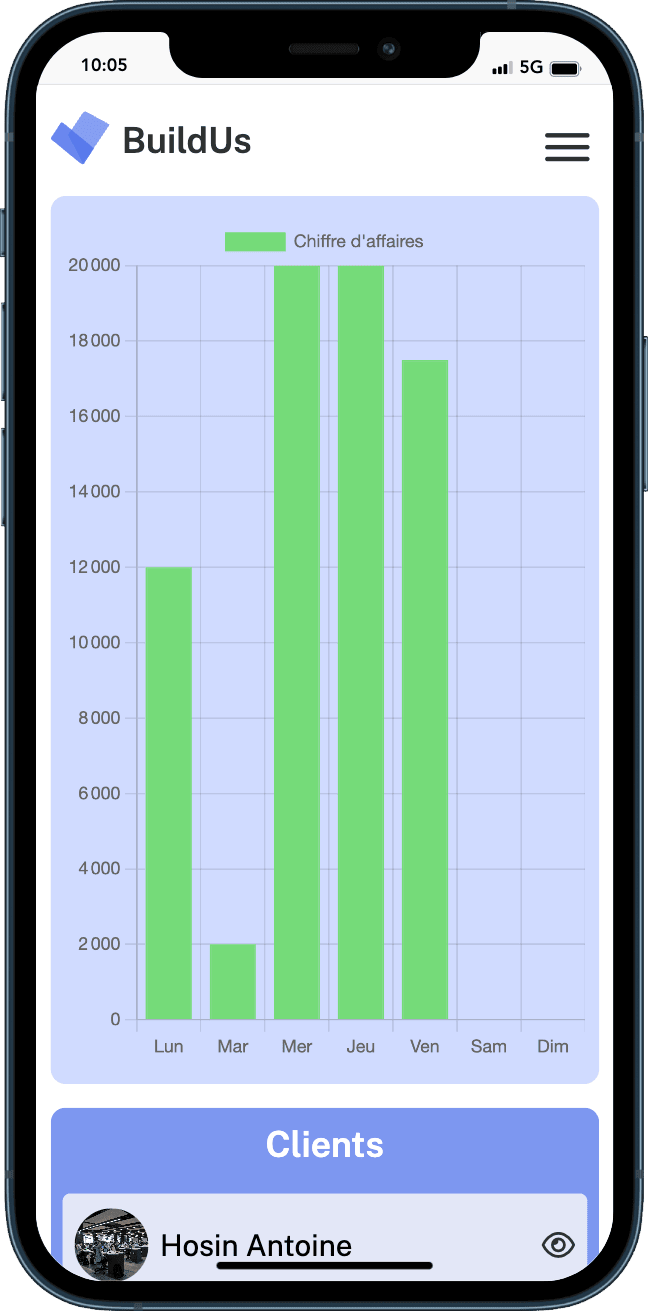 10:05
5G
BuildUs
Chiffre d'affaires
20 000
18 000
16 000
14 000
12 000
10 000
8 000
6 000
4 000
2 000
0
Lun Mar Mer Jeu Ven Sam Dim
Clients
Hosin Antoine